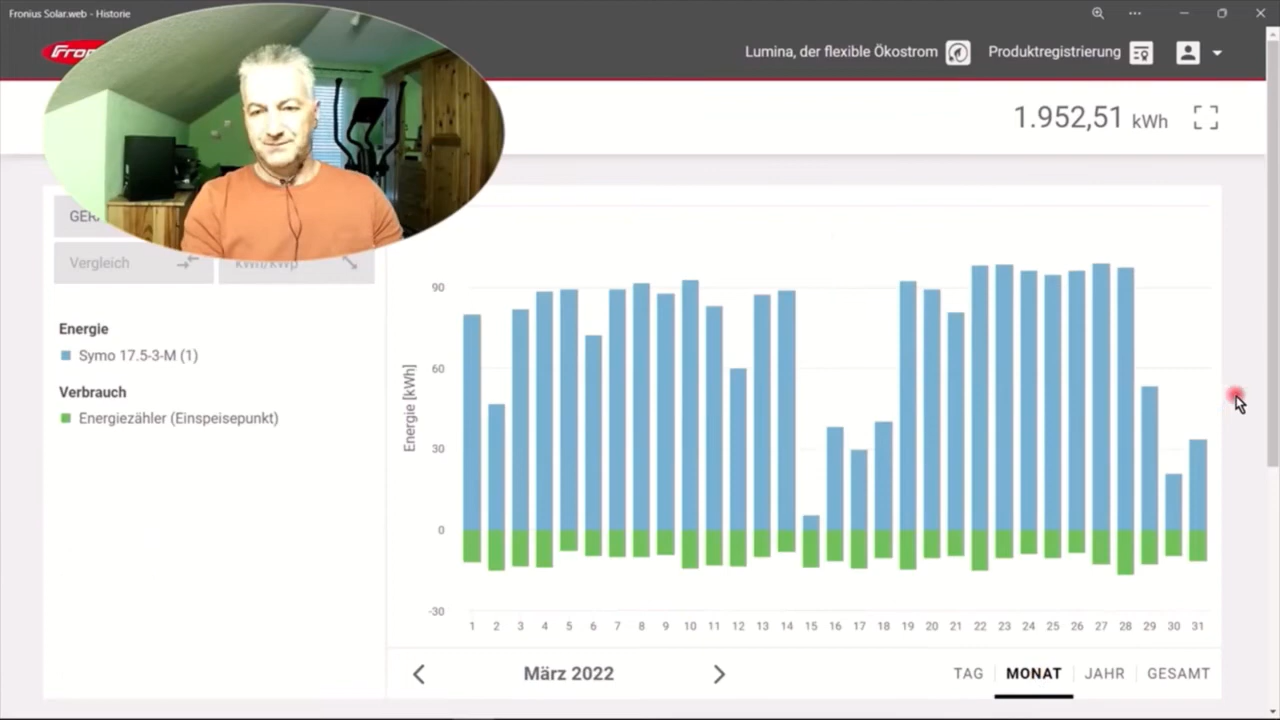 Fronius Solar.web - Historie
Lumina, der flexible Ökostrom
Produktregistrierung
1.952,51 kWh
Vergleich
Energie
Symo 17.5-3-M (1)
Verbrauch
Energiezähler (Einspeisepunkt)
Energie [kWh]
90
60
30
0
-30
1 2 3 4 5 6 7 8 9 10 11 12 13 14 15 16 17 18 19 20 21 22 23 24 25 26 27 28 29 30 31
März 2022
TAG
MONAT
JAHR
GESAMT